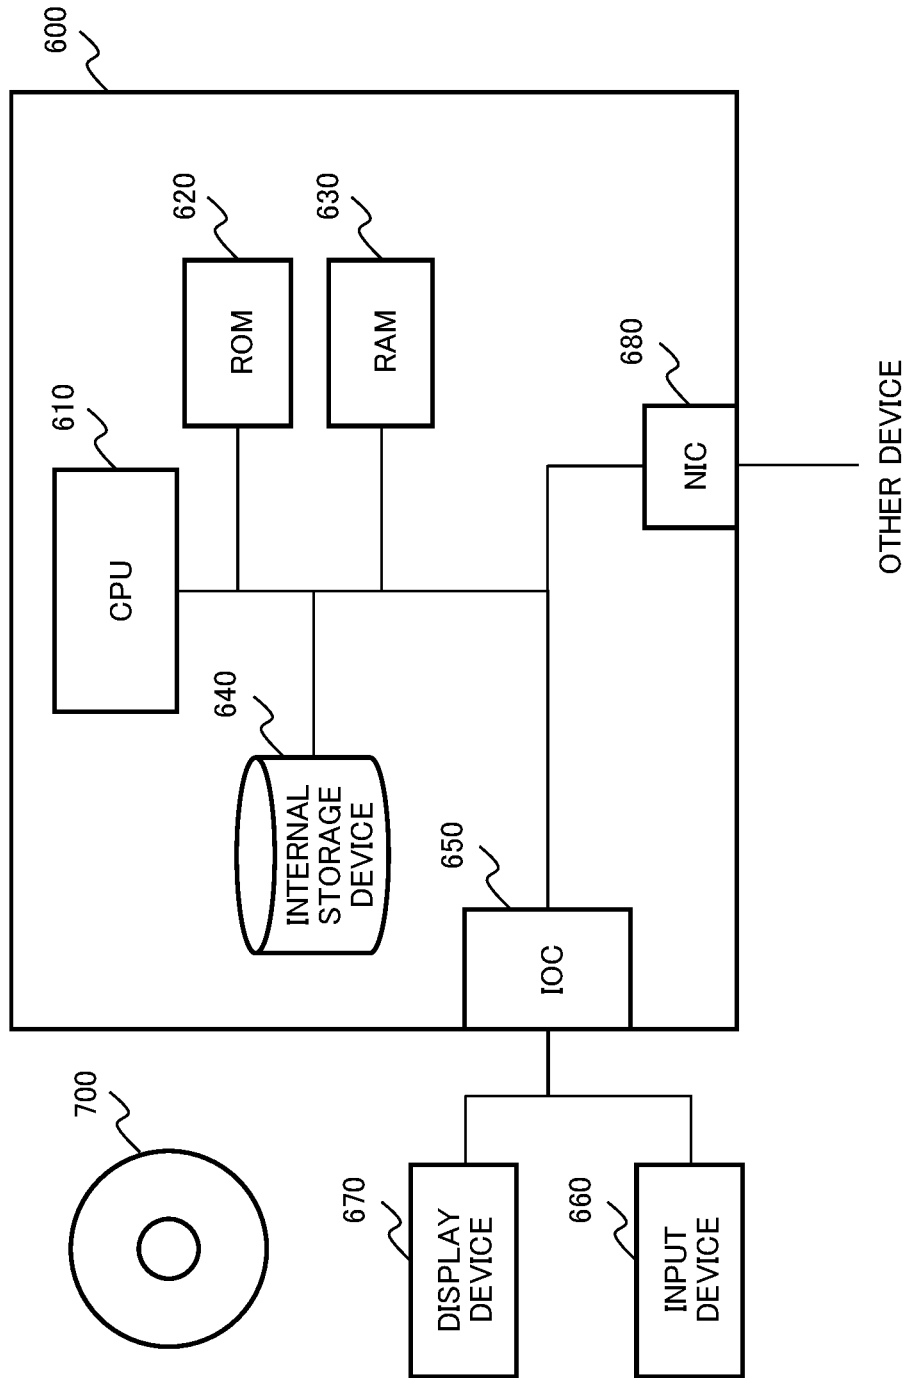 600
610
700
CPU
620
640
ROM
INTERNAL
STORAGE
DEVICE
630
RAM
670
DISPLAY
DEVICE
650
IOC
660
680
INPUT
DEVICE
NIC
OTHER DEVICE